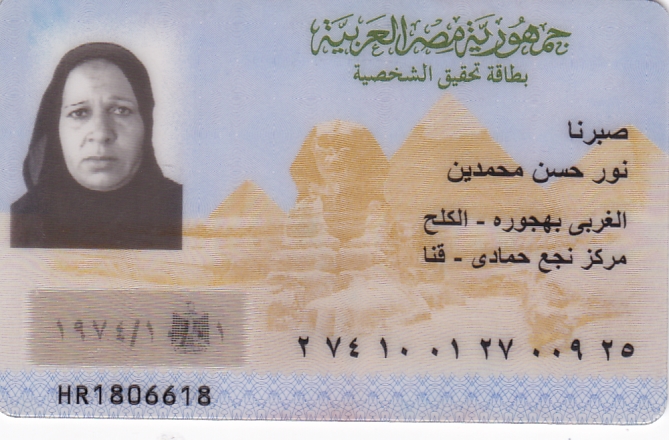 جمهورية مصر العربية
بطاقة تحقيق الشخصية
صبرنا
نور حسن محمدين
الغربى بهجوره - الكلح
مركز نجع حمادى - قنا
٢ ٧٤ ١٠ ٠١ ٢٧ ٠٠٩ ٢٥
١٩٧٤/١٠/١
HR1806618